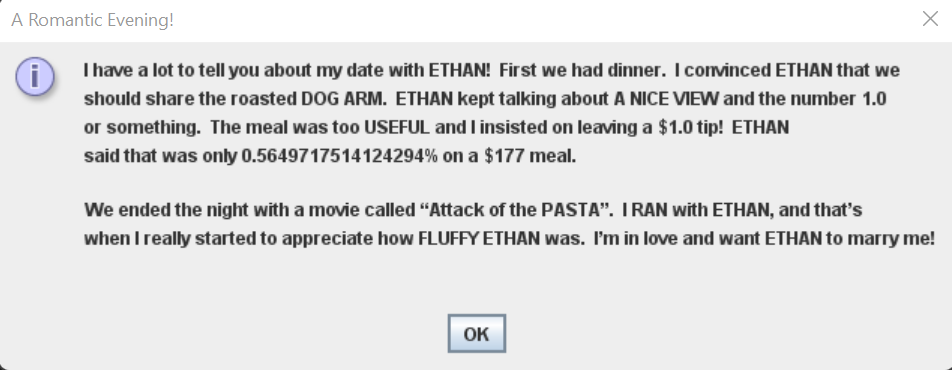 A Romantic Evening!
I have a lot to tell you about my date with ETHAN!  First we had dinner.  I convinced ETHAN that we
should share the roasted DOG ARM.  ETHAN kept talking about A NICE VIEW and the number 1.0
or something.  The meal was too USEFUL and I insisted on leaving a $1.0 tip!  ETHAN
said that was only 0.5649717514124294% on a $177 meal.
We ended the night with a movie called “Attack of the PASTA”.  I RAN with ETHAN, and that’s
when I really started to appreciate how FLUFFY ETHAN was.  I’m in love and want ETHAN to marry me!
OK